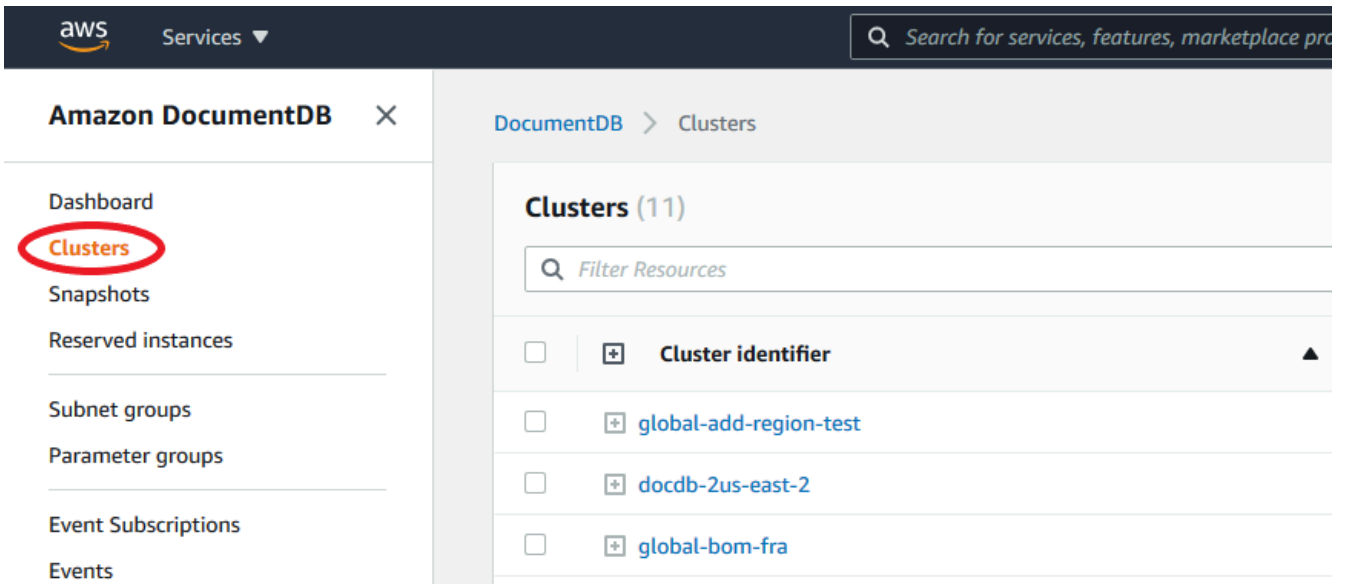 aws Services ▼ Search for services, features, marketplace pro
Amazon DocumentDB
Dashboard
Clusters
Snapshots
Reserved instances
Subnet groups
Parameter groups
Event Subscriptions
Events
DocumentDB > Clusters
Clusters (11)
Filter Resources
Cluster identifier
global-add-region-test
docdb-2us-east-2
global-bom-fra